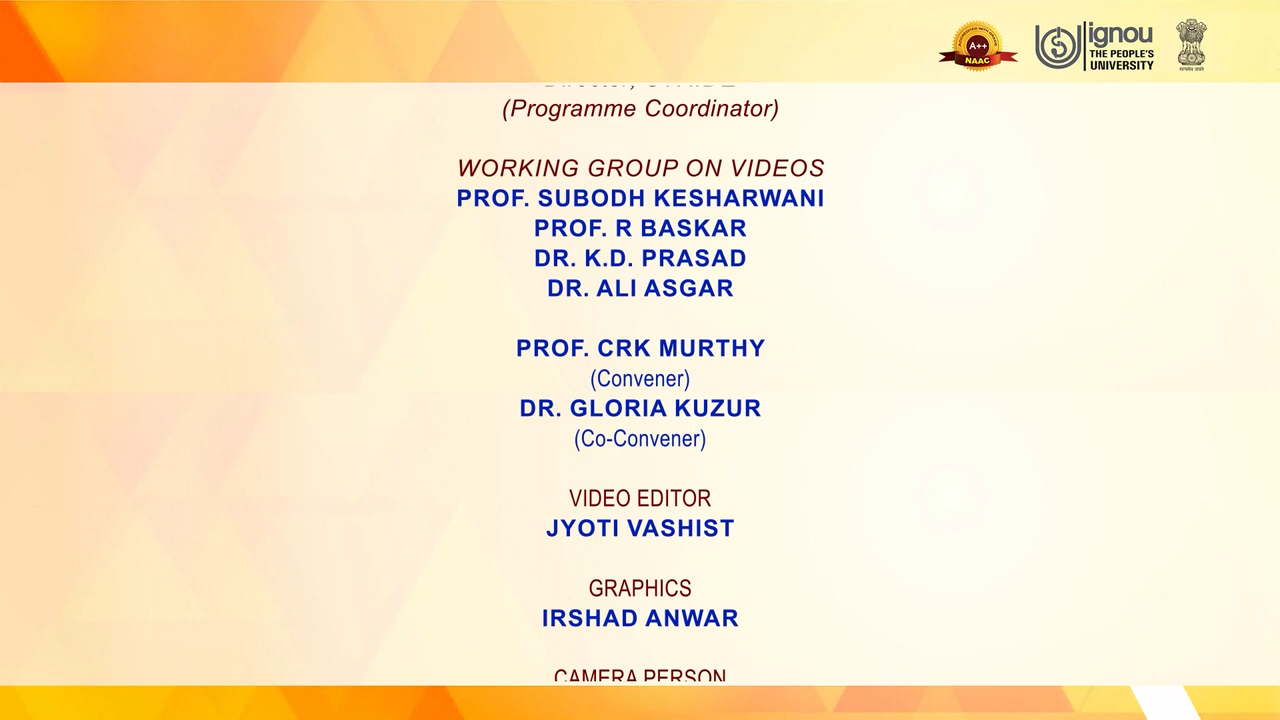 A++
NAAC
ignou
THE PEOPLE'S
UNIVERSITY
(Programme Coordinator)
WORKING GROUP ON VIDEOS
PROF. SUBODH KESHARWANI
PROF. R BASKAR
DR. K.D. PRASAD
DR. ALI ASGAR
PROF. CRK MURTHY
(Convener)
DR. GLORIA KUZUR
(Co-Convener)
VIDEO EDITOR
JYOTI VASHIST
GRAPHICS
IRSHAD ANWAR
CAMERA PERSON